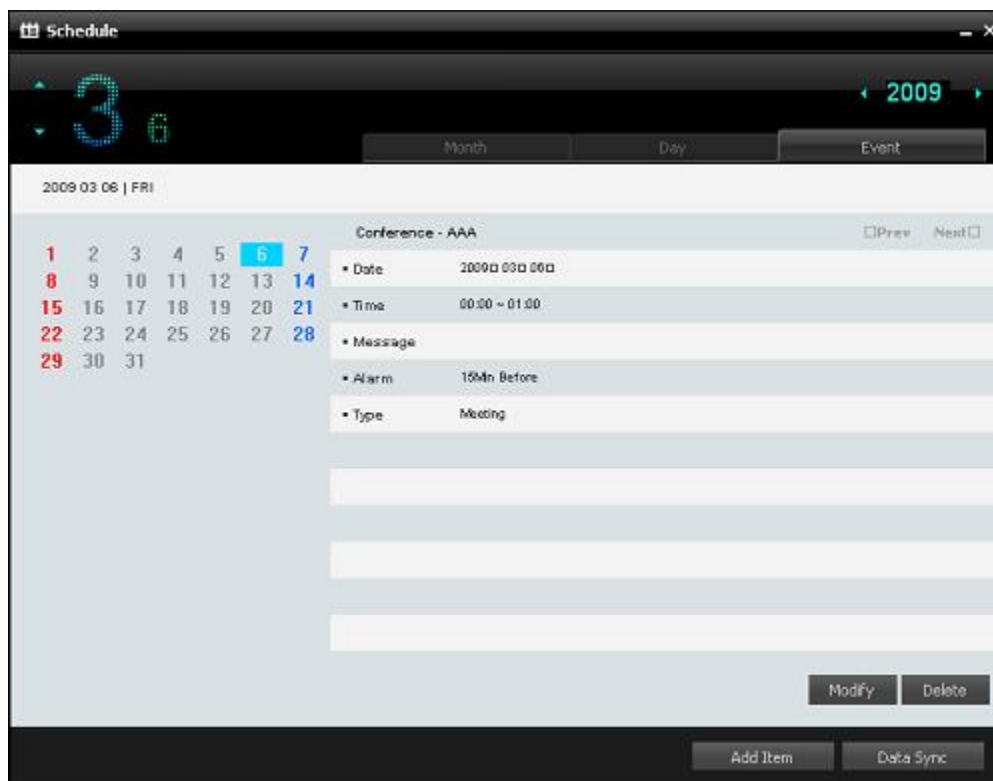 Schedule
3 6
2009
Month Day Event
2009 03 06 | FRI
Conference - AAA □Prev Next□
1 2 3 4 5 6 7
8 9 10 11 12 13 14
15 16 17 18 19 20 21
22 23 24 25 26 27 28
29 30 31
▪ Date 2009□ 03□ 06□
▪ Time 00:00 ~ 01:00
▪ Message
▪ Alarm 15Min Before
▪ Type Meeting
Modify Delete
Add Item Data Sync